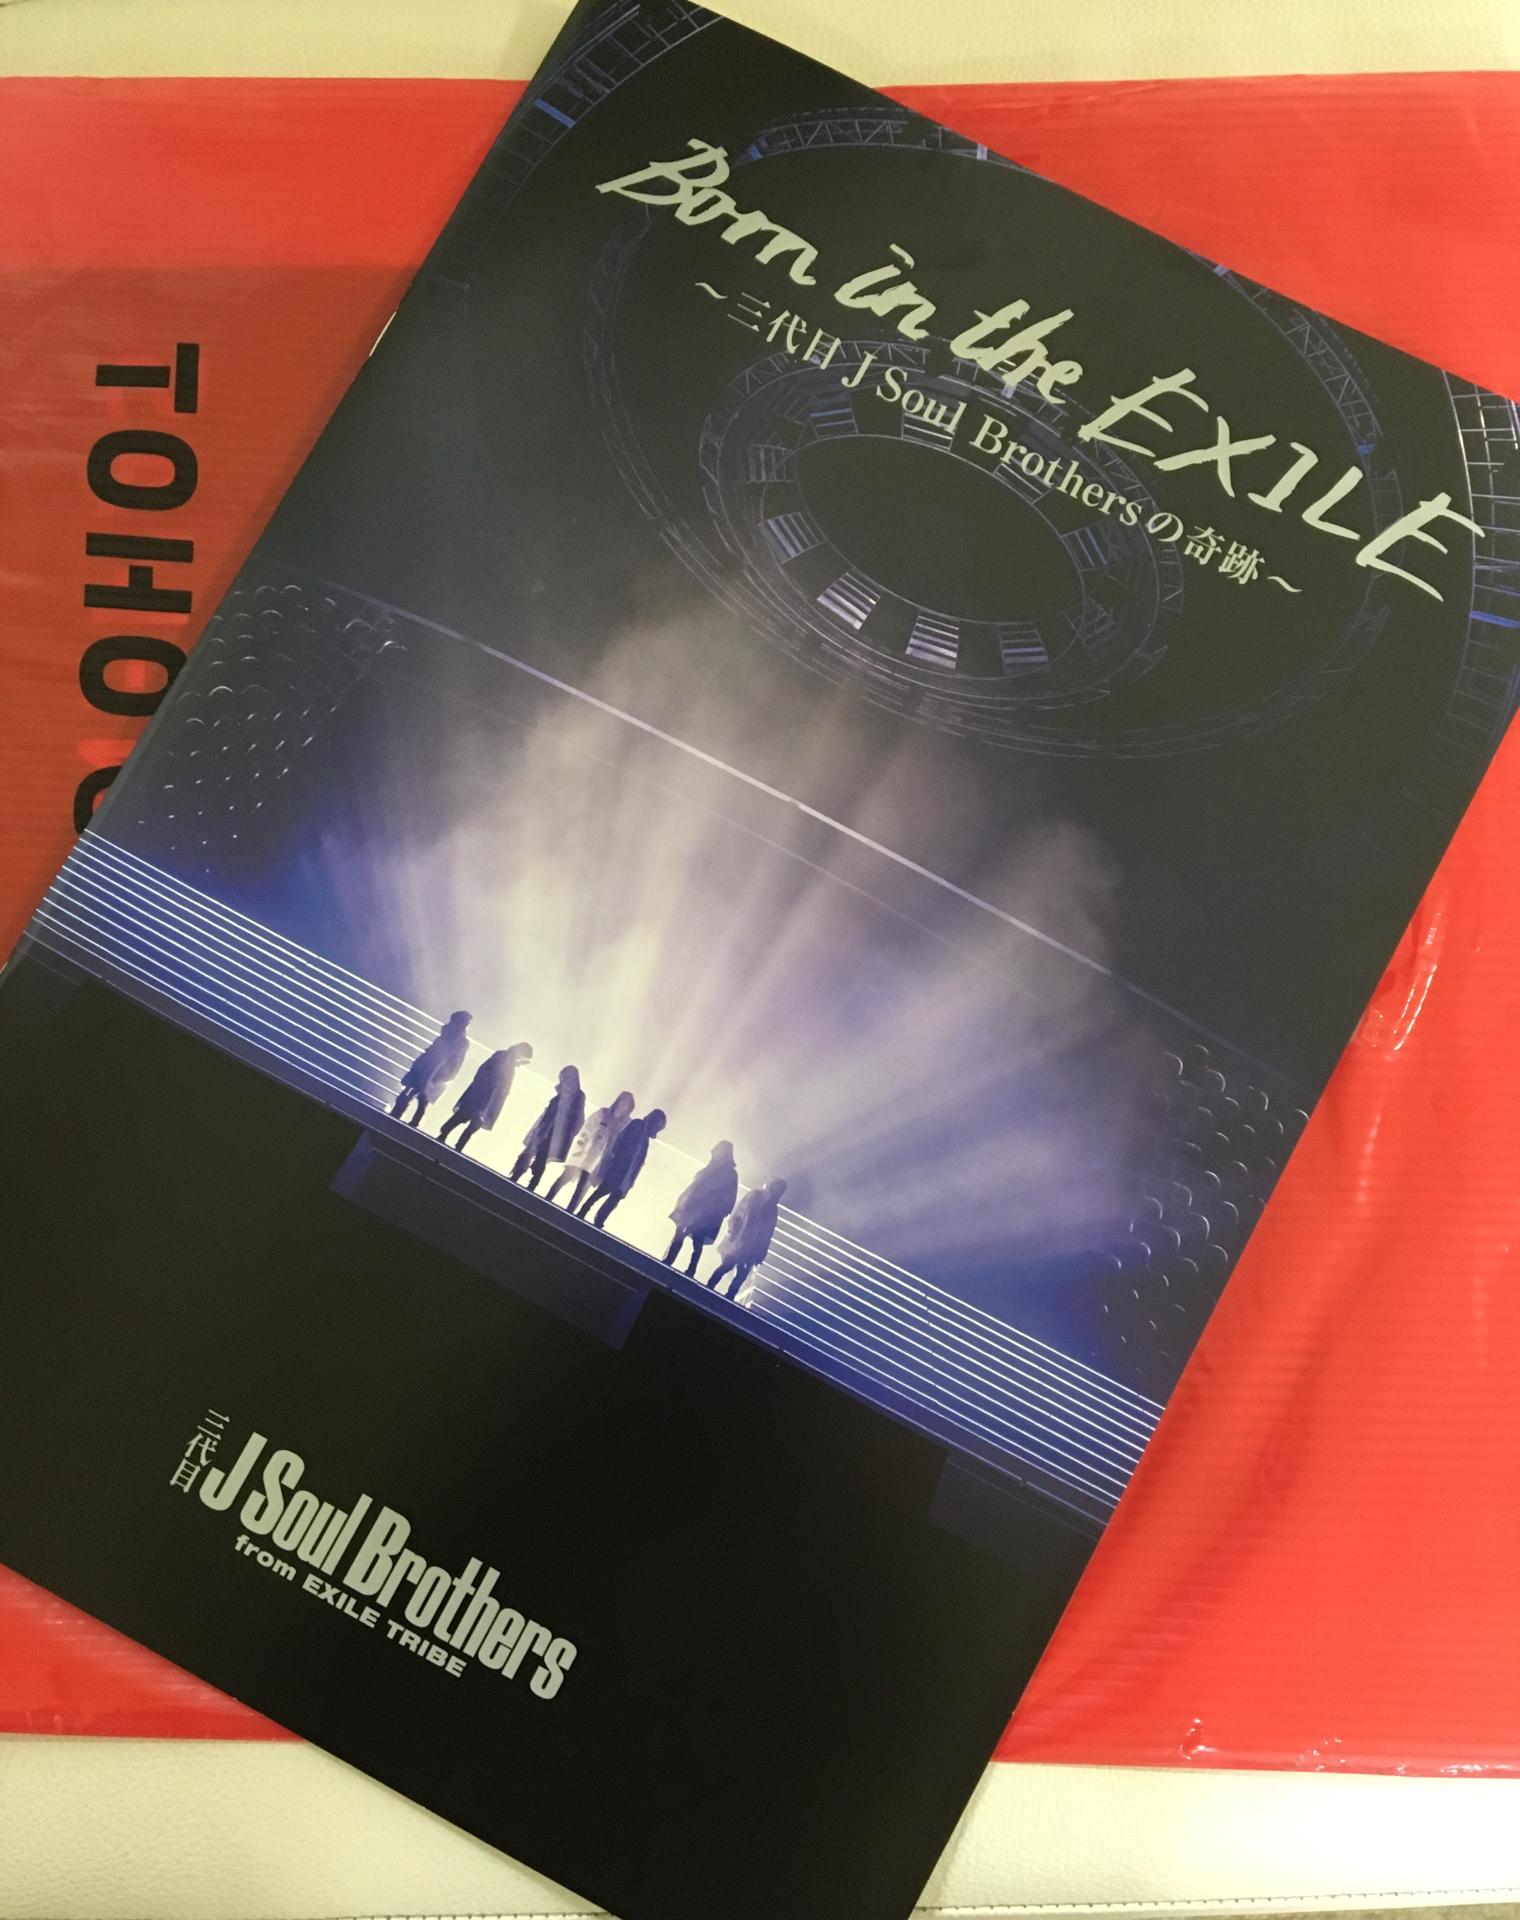 Born in the EXILE
～三代目 J Soul Brothersの奇跡～
TOHO
三代目
J Soul Brothers
from EXILE TRIBE